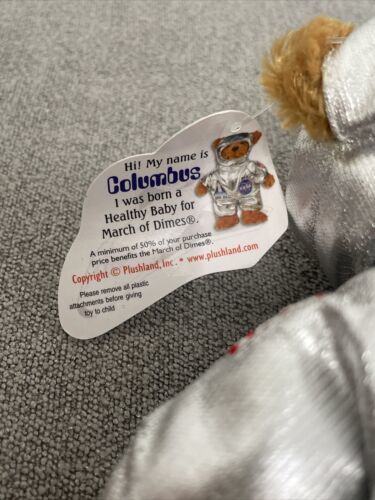 Hi! My name is
Columbus
I was born a
Healthy Baby for
March of Dimes®.
A minimum of 50% of your purchase
price benefits the March of Dimes®.
Copyright © Plushland, Inc. • www.plushland.com
Please remove all plastic
attachments before giving
toy to child
NASA